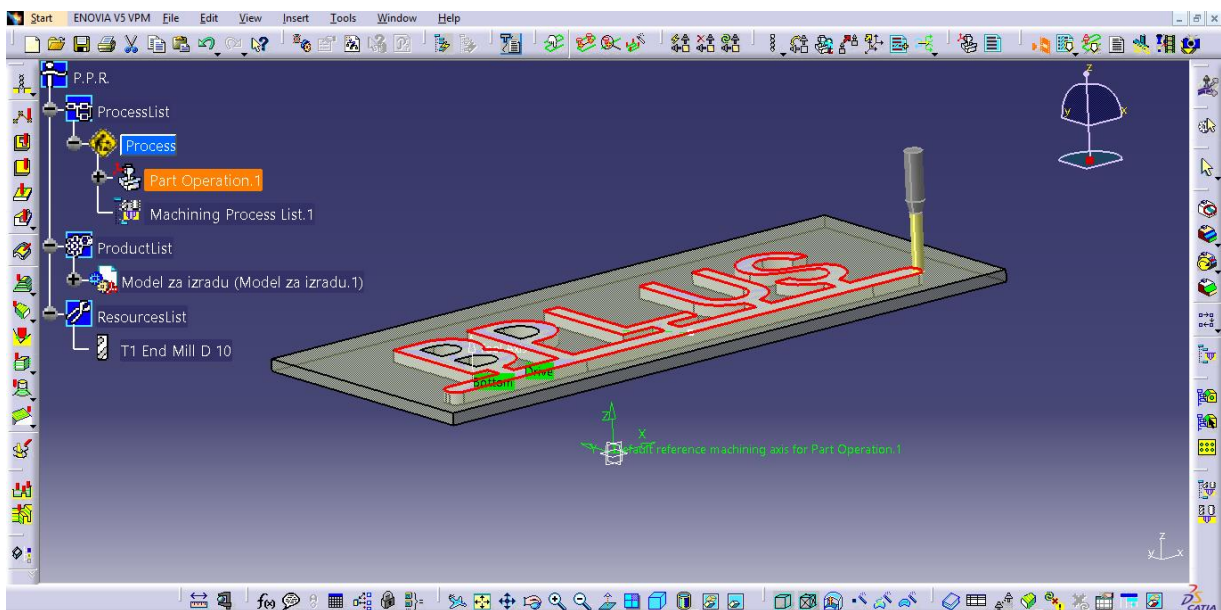 Start ENOVIA V5 VPM File Edit View Insert Tools Window Help
P.P.R.
ProcessList
Process
Part Operation.1
Machining Process List.1
ProductList
Model za izradu (Model za izradu.1)
ResourcesList
T1 End Mill D 10
z
y x
BRLJUS
Bottom Drive
Z
X
Default reference machining axis for Part Operation.1
z
y x
f(x)
CATIA